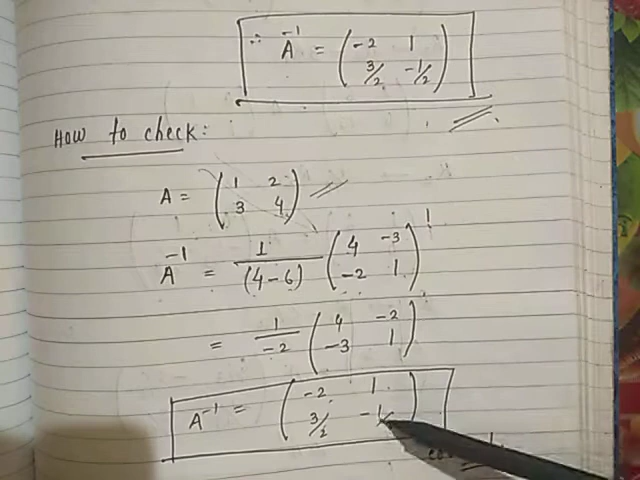 ∴ A⁻¹ = (-2 1
3/2 -1/2)
How to check:
A = (1 2
3 4)
A⁻¹ = 1/(4-6) (4 -3
-2 1)'
= 1/-2 (4 -2
-3 1)
A⁻¹ = (-2 1
3/2 -1/2)